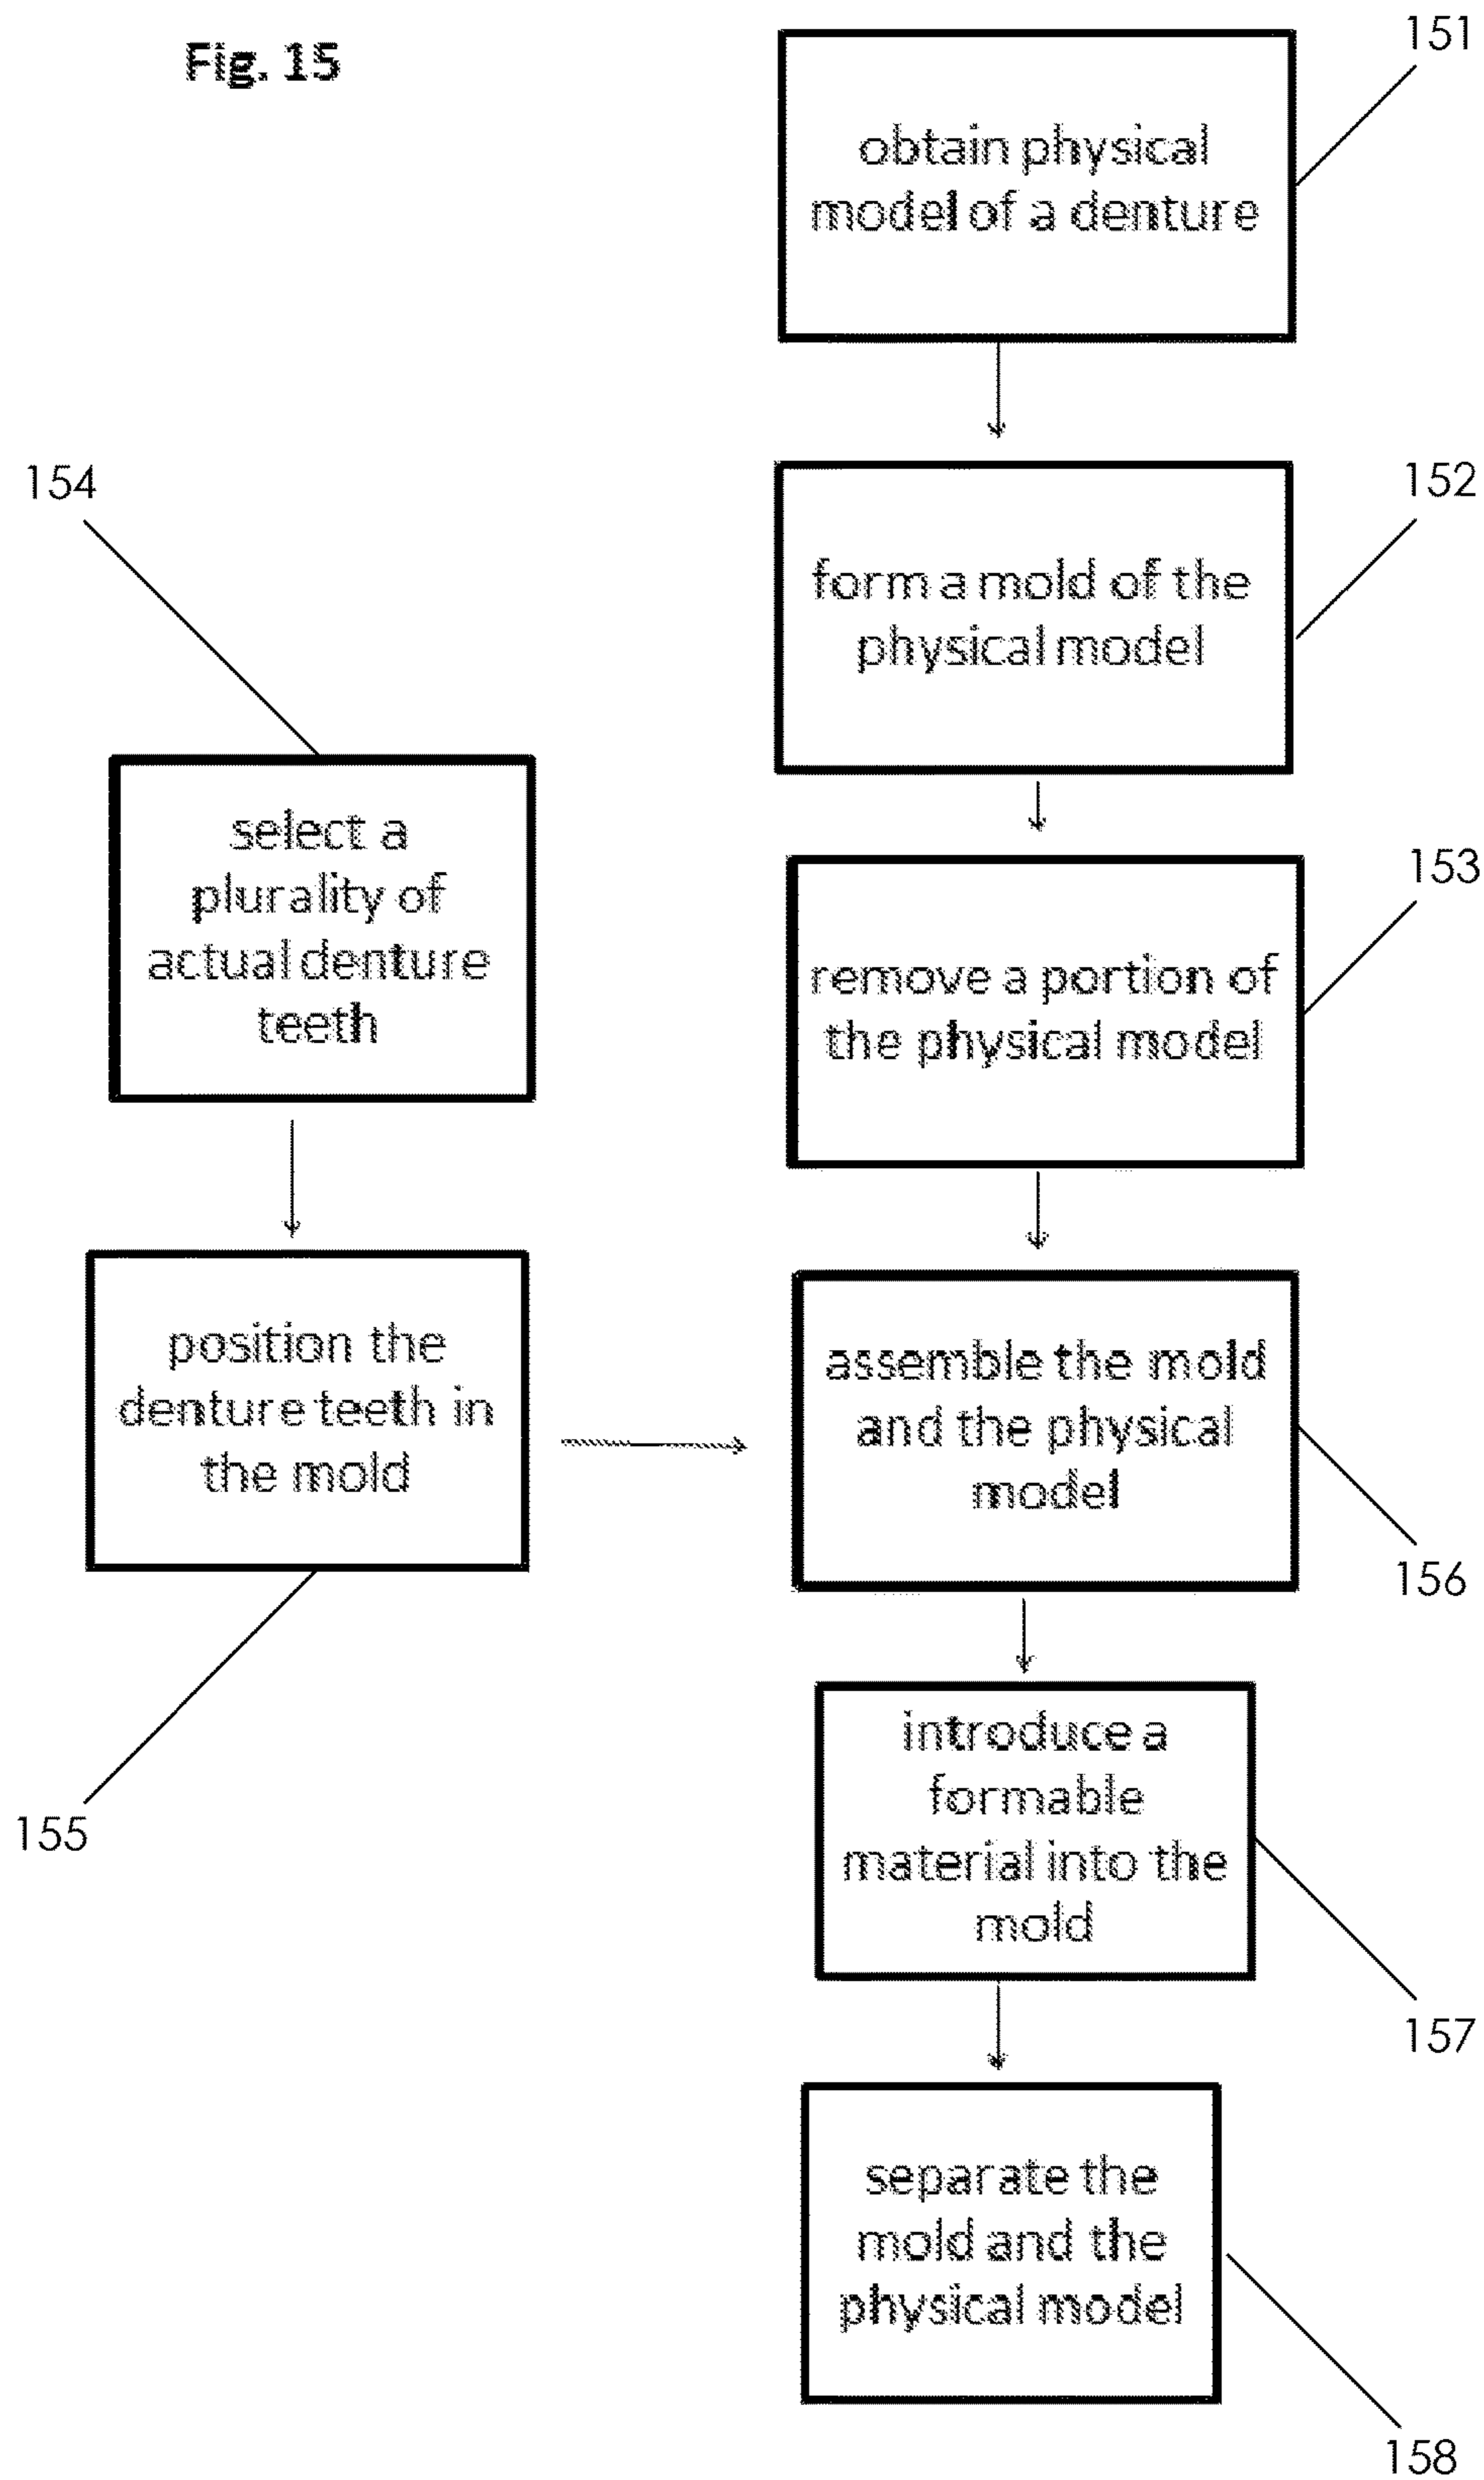 Fig. 15
151
obtain physical
model of a denture
152
form a mold of the
physical model
153
remove a portion of
the physical model
154
select a
plurality of
actual denture
teeth
155
position the
denture teeth in
the mold
156
assemble the mold
and the physical
model
157
introduce a
formable
material into the
mold
158
separate the
mold and the
physical model